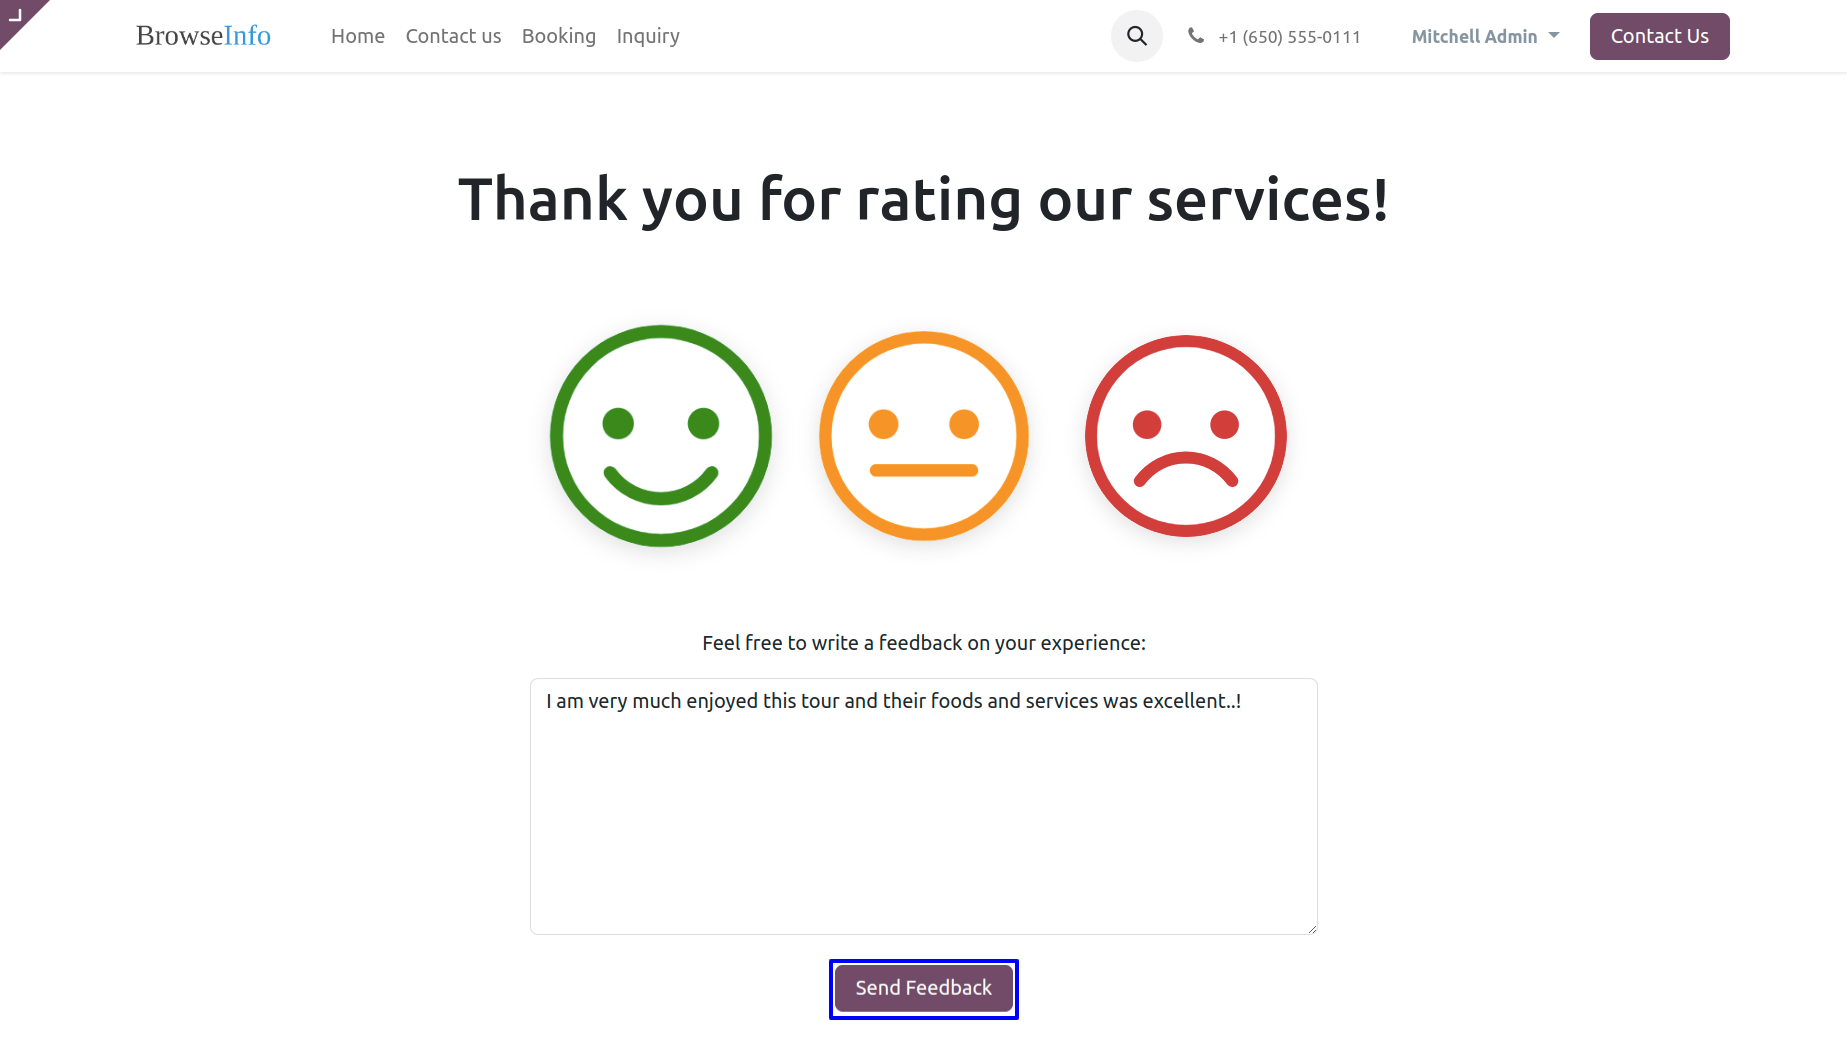 BrowseInfo Home Contact us Booking Inquiry +1 (650) 555-0111 Mitchell Admin Contact Us
Thank you for rating our services!
Feel free to write a feedback on your experience:
I am very much enjoyed this tour and their foods and services was excellent..!
Send Feedback